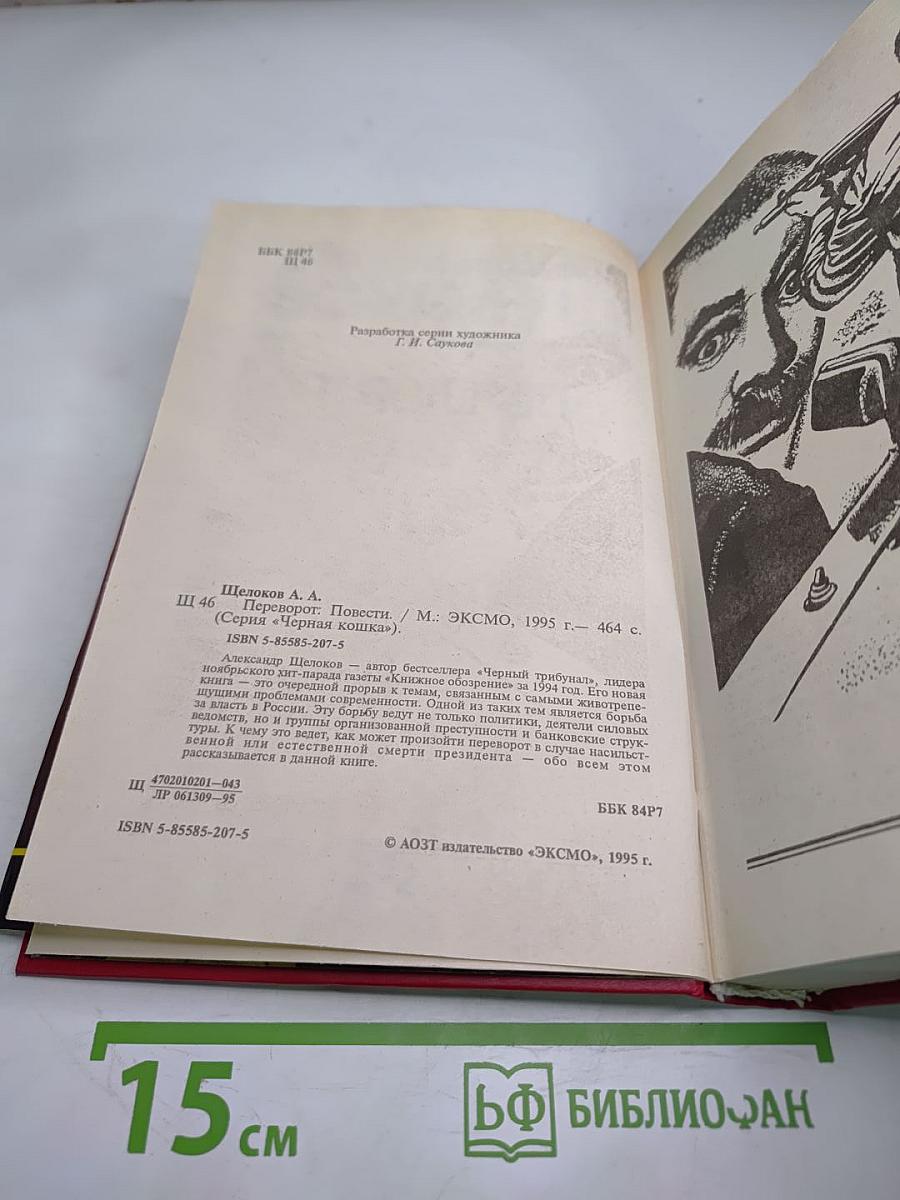 ББК 84Р7
Щ 46
Разработка серии художника
Г. И. Саукова
Щелоков А. А.
Щ 46 Переворот: Повести. / М.: ЭКСМО, 1995 г.— 464 с.
(Серия «Черная кошка»).
ISBN 5-85585-207-5
Александр Щелоков — автор бестселлера «Черный трибунал», лидера
ноябрьского хит-парада газеты «Книжное обозрение» за 1994 год. Его новая
книга — это очередной прорыв к темам, связанным с самыми животрепе-
щущими проблемами современности. Одной из таких тем является борьба
за власть в России. Эту борьбу ведут не только политики, деятели силовых
ведомств, но и группы организованной преступности и банковские струк-
туры. К чему это ведет, как может произойти переворот в случае насильст-
венной или естественной смерти президента — обо всем этом
рассказывается в данной книге.
Щ 4702010201—043
ЛР 061309—95
ББК 84Р7
ISBN 5-85585-207-5
© АОЗТ издательство «ЭКСМО», 1995 г.
15 см
БФ БИБЛИОФАН